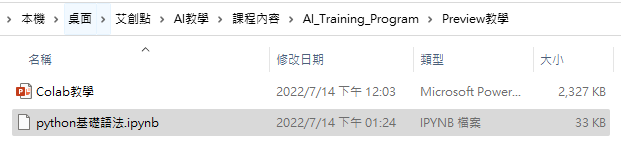 本機 › 桌面 › 艾創點 › AI教學 › 課程內容 › AI_Training_Program › Preview教學
名稱 修改日期 類型 大小
Colab教學 2022/7/14 下午 12:03 Microsoft Power... 2,327 KB
python基礎語法.ipynb 2022/7/14 下午 01:24 IPYNB 檔案 33 KB